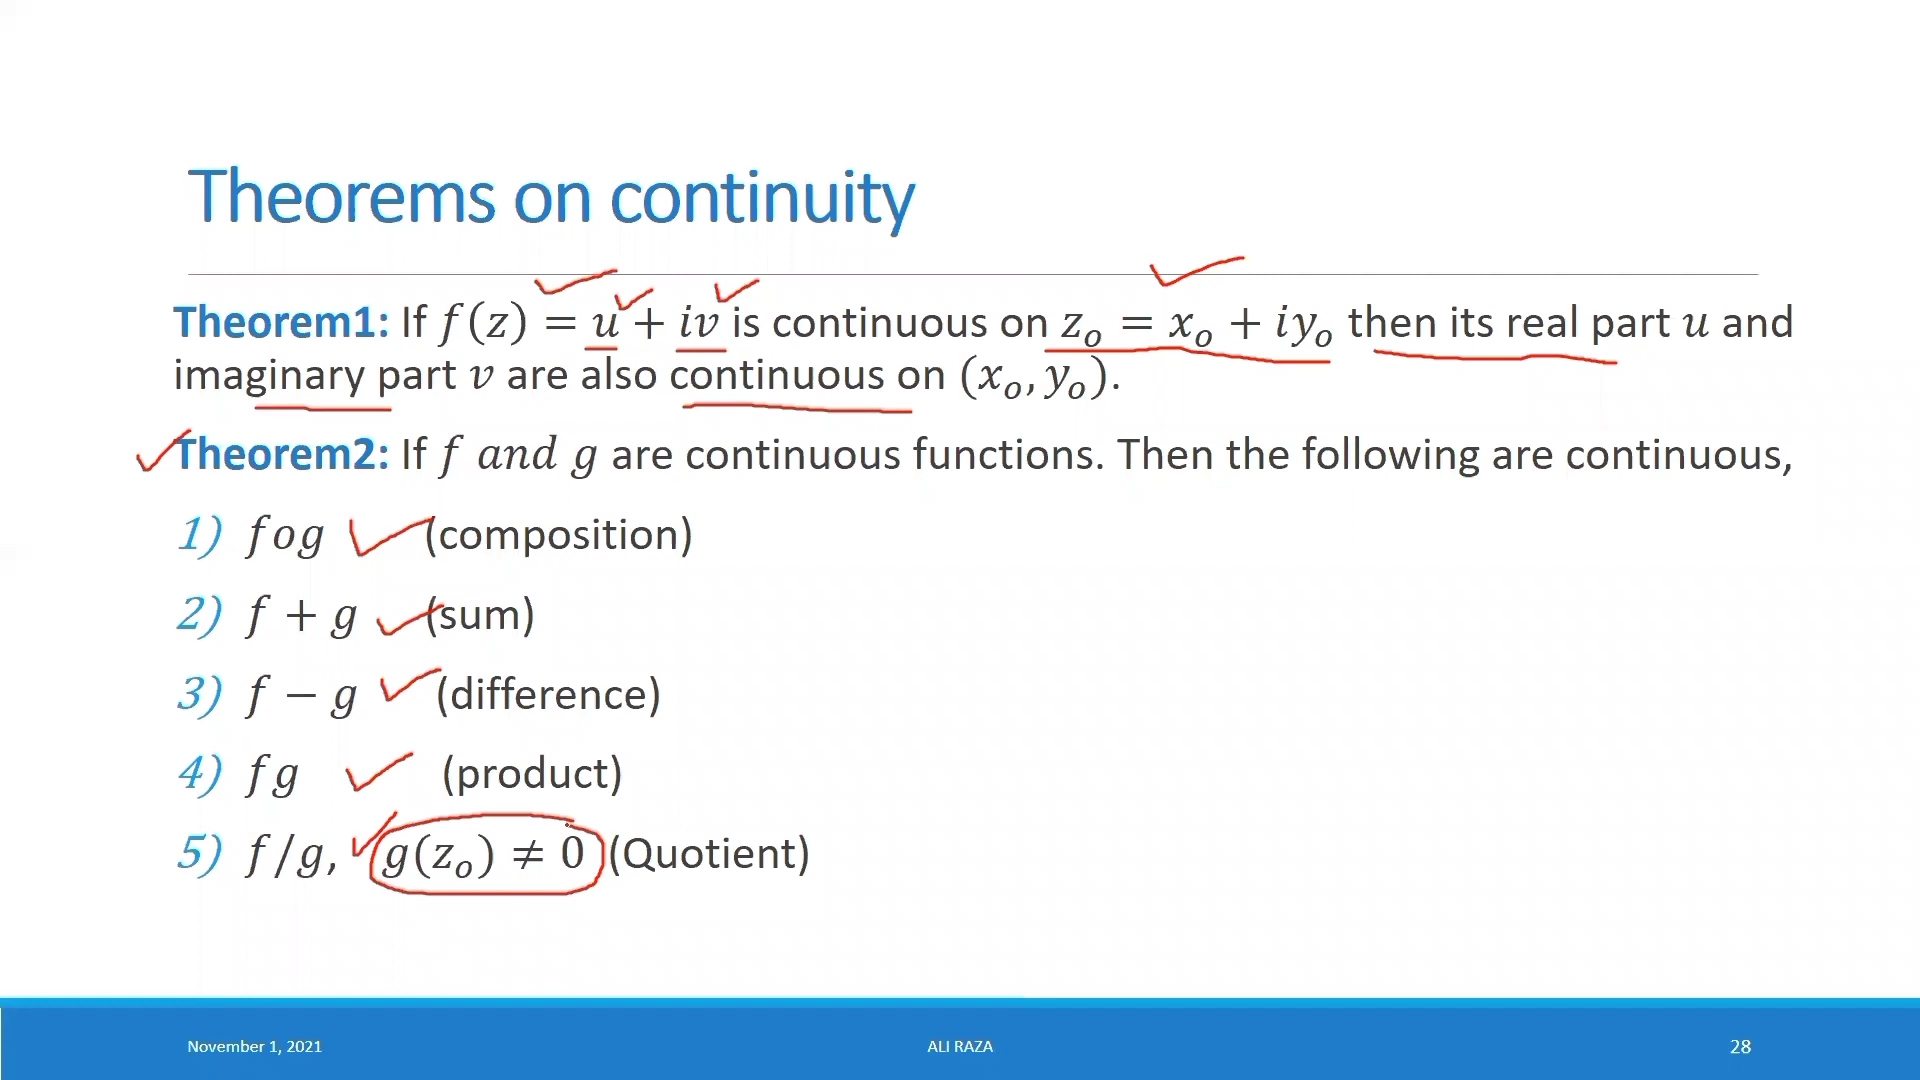 Theorems on continuity
Theorem1: If f(z) = u + iv is continuous on zₒ = xₒ + iyₒ then its real part u and
imaginary part v are also continuous on (xₒ, yₒ).
Theorem2: If f and g are continuous functions. Then the following are continuous,
1) fog (composition)
2) f + g (sum)
3) f − g (difference)
4) fg (product)
5) f/g, g(zₒ) ≠ 0 (Quotient)
November 1, 2021 ALI RAZA 28